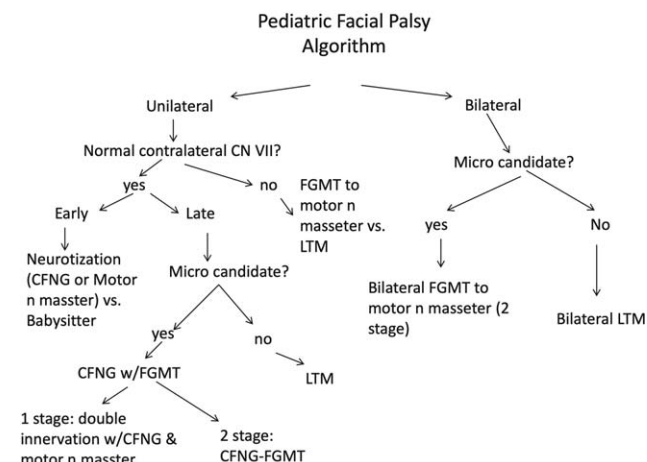 Pediatric Facial Palsy
Algorithm
Unilateral
Bilateral
Normal contralateral CN VII?
Micro candidate?
yes
no
FGMT to
motor n
masseter vs.
LTM
Early
Late
yes
No
Neurotization
(CFNG or Motor
n masster) vs.
Babysitter
Micro candidate?
Bilateral FGMT to
motor n masseter (2
stage)
Bilateral LTM
yes
no
CFNG w/FGMT
LTM
1 stage: double
innervation w/CFNG &
motor n masster
2 stage:
CFNG-FGMT